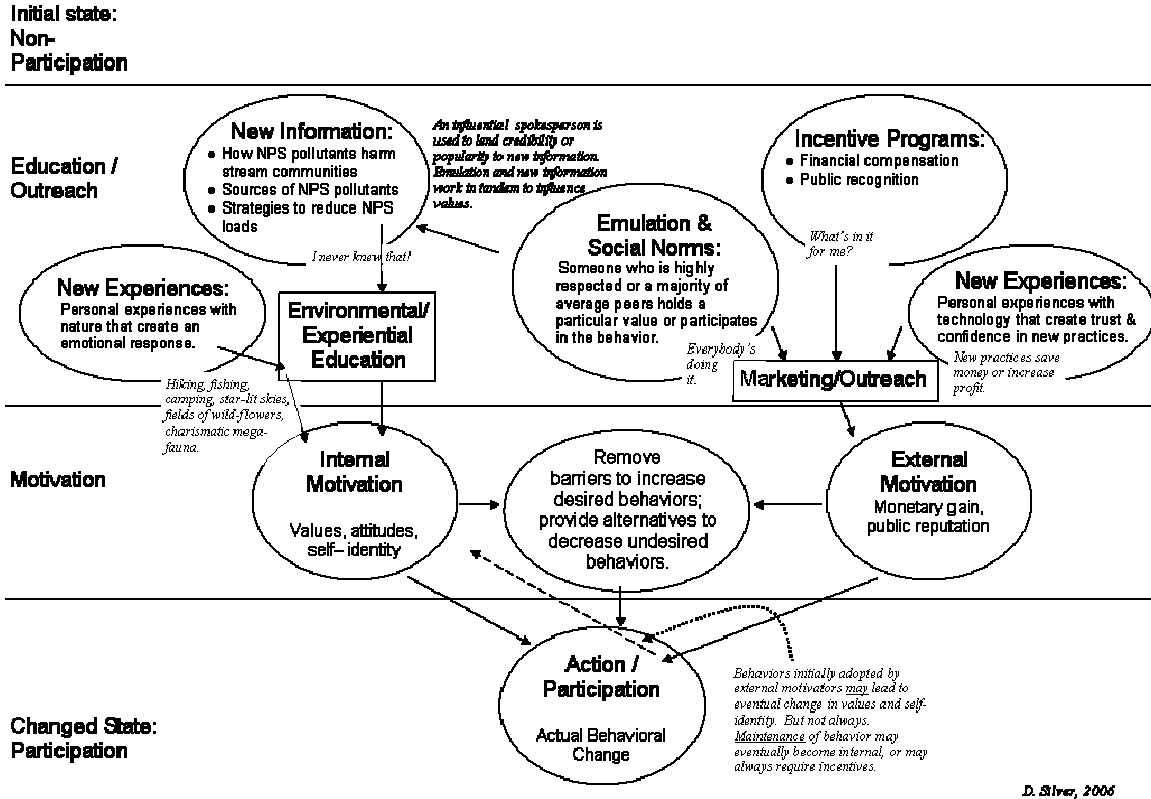 Initial state:
Non-
Participation
Education /
Outreach
New Information:
● How NPS pollutants harm
stream communities
● Sources of NPS pollutants
● Strategies to reduce NPS
loads
An influential spokesperson is
used to lend credibility or
popularity to new information.
Emulation and new information
work in tandem to influence
values.
Incentive Programs:
● Financial compensation
● Public recognition
Emulation &
Social Norms:
Someone who is highly
respected or a majority of
average peers holds a
particular value or participates
in the behavior.
I never knew that!
What's in it
for me?
New Experiences:
Personal experiences with
nature that create an
emotional response.
Environmental/
Experiential
Education
New Experiences:
Personal experiences with
technology that create trust &
confidence in new practices.
Everybody's
doing
it.
Marketing/Outreach
New practices save
money or increase
profit.
Hiking, fishing,
camping, star-lit skies,
fields of wild-flowers,
charismatic mega-
fauna.
Motivation
Internal
Motivation
Values, attitudes,
self-identity
Remove
barriers to increase
desired behaviors;
provide alternatives to
decrease undesired
behaviors.
External
Motivation
Monetary gain,
public reputation
Changed State:
Participation
Action /
Participation
Actual Behavioral
Change
Behaviors initially adopted by
external motivators may lead to
eventual change in values and self-
identity. But not always.
Maintenance of behavior may
eventually become internal, or may
always require incentives.
D. Silver, 2006